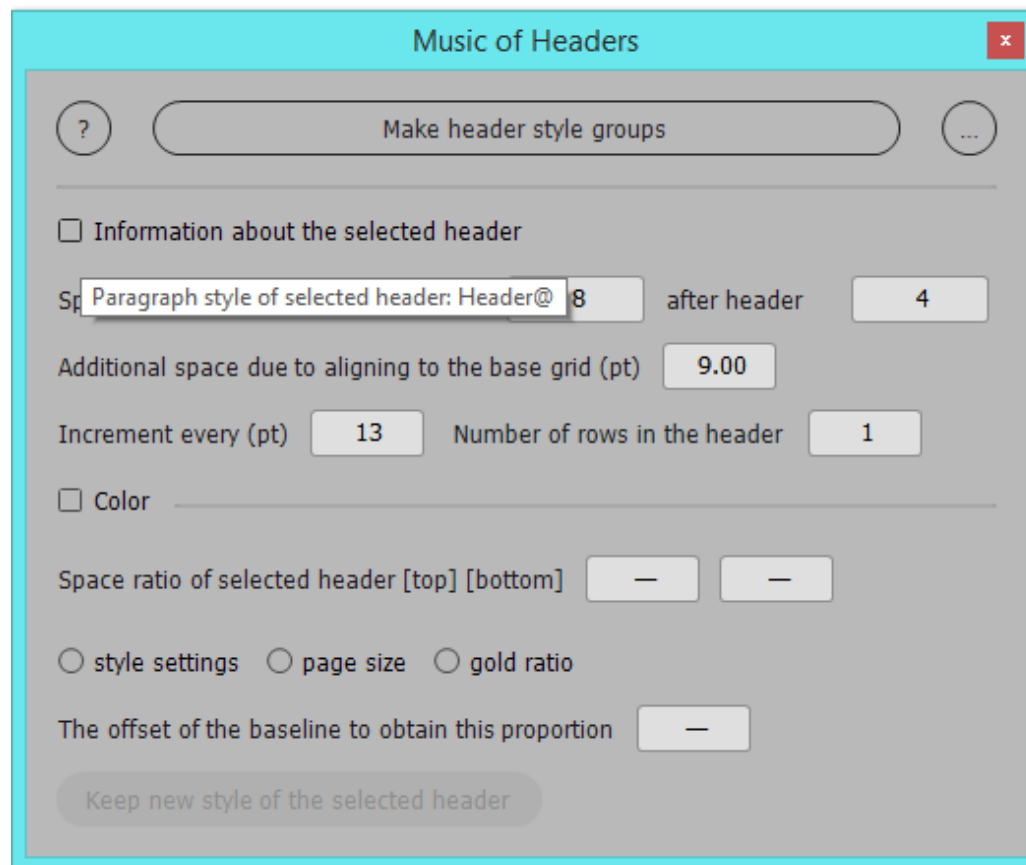 Music of Headers
x
? Make header style groups ...
Information about the selected header
Sp Paragraph style of selected header: Header@ 8 after header 4
Additional space due to aligning to the base grid (pt) 9.00
Increment every (pt) 13 Number of rows in the header 1
Color
Space ratio of selected header [top] [bottom] — —
style settings page size gold ratio
The offset of the baseline to obtain this proportion —
Keep new style of the selected header